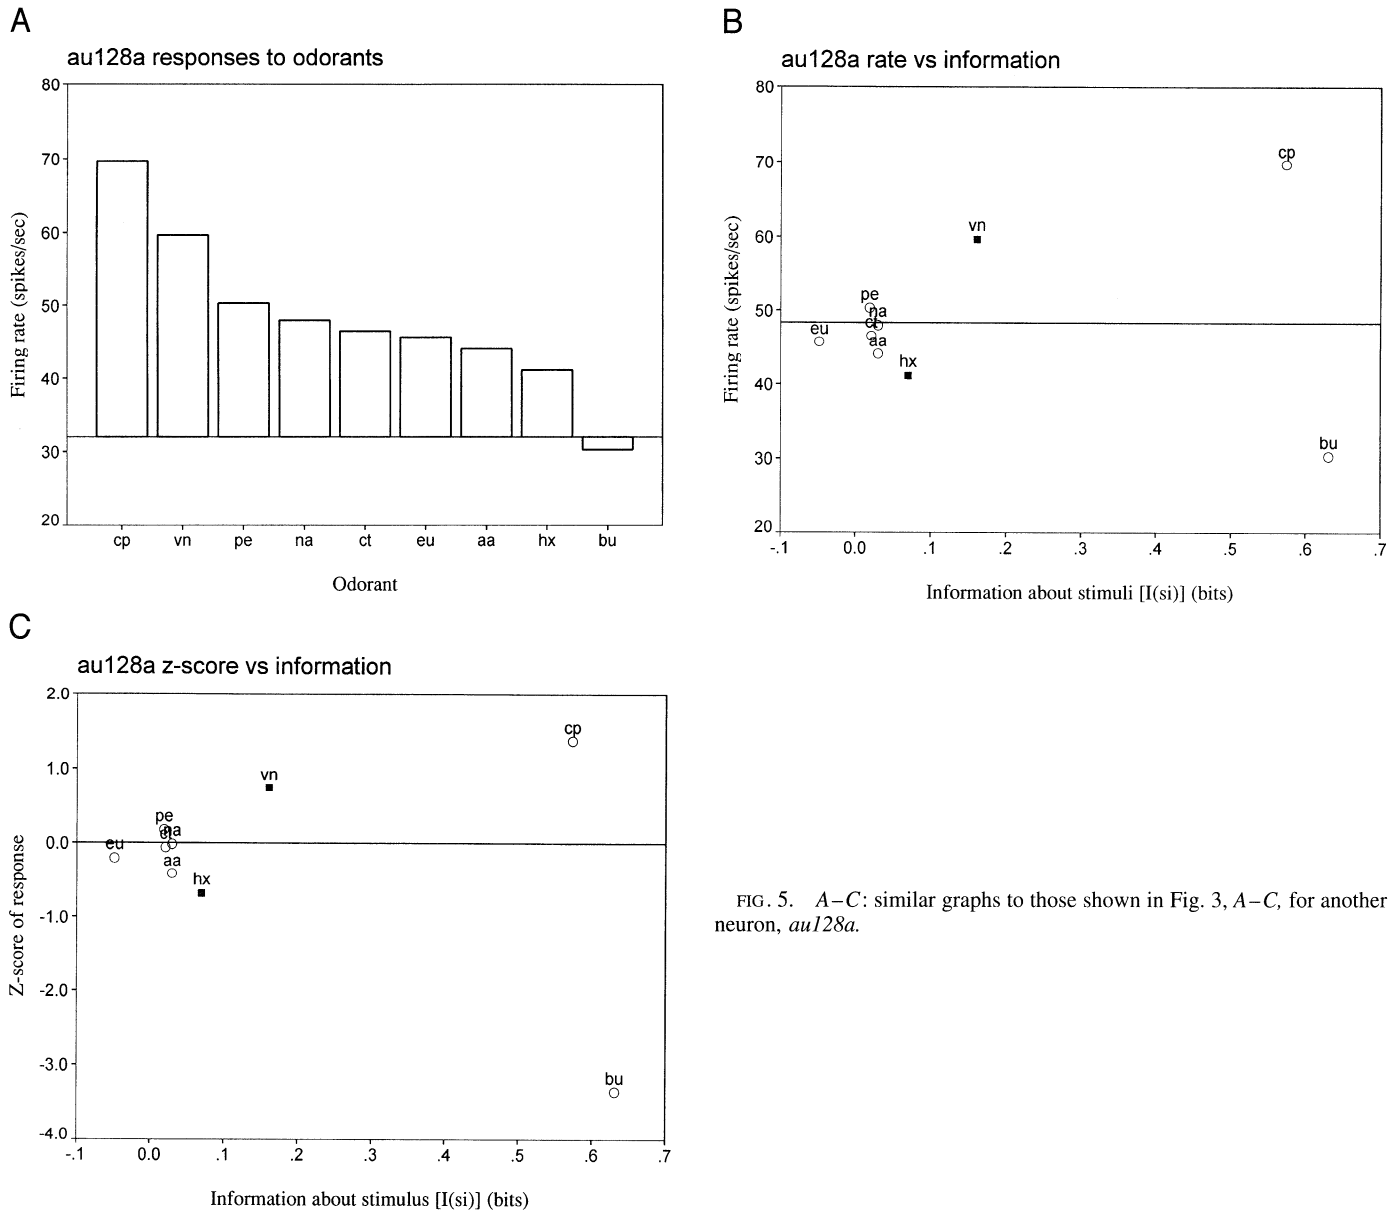 A
au128a responses to odorants
80
70
60
50
40
30
20
Firing rate (spikes/sec)
cp vn pe na ct eu aa hx bu
Odorant
B
au128a rate vs information
80
70
60
50
40
30
20
Firing rate (spikes/sec)
cp
vn
pe
na
ct
eu
aa
hx
bu
-.1 0.0 .1 .2 .3 .4 .5 .6 .7
Information about stimuli [I(si)] (bits)
C
au128a z-score vs information
2.0
1.0
0.0
-1.0
-2.0
-3.0
-4.0
Z-score of response
cp
vn
pe
na
ct
eu
aa
hx
bu
-.1 0.0 .1 .2 .3 .4 .5 .6 .7
Information about stimulus [I(si)] (bits)
FIG. 5. A–C: similar graphs to those shown in Fig. 3, A–C, for another
neuron, au128a.